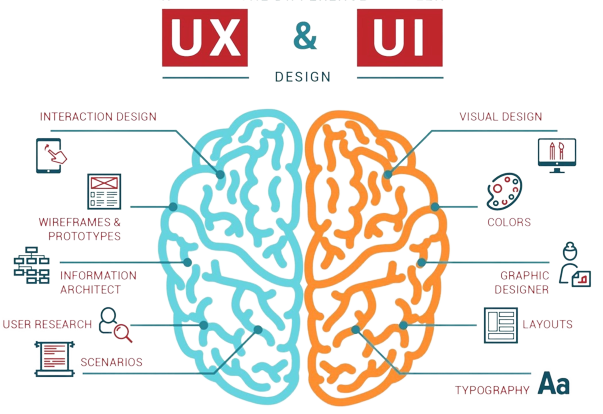 UX & UI
DESIGN
INTERACTION DESIGN
WIREFRAMES &
PROTOTYPES
INFORMATION
ARCHITECT
USER RESEARCH
SCENARIOS
VISUAL DESIGN
COLORS
GRAPHIC
DESIGNER
LAYOUTS
TYPOGRAPHY Aa